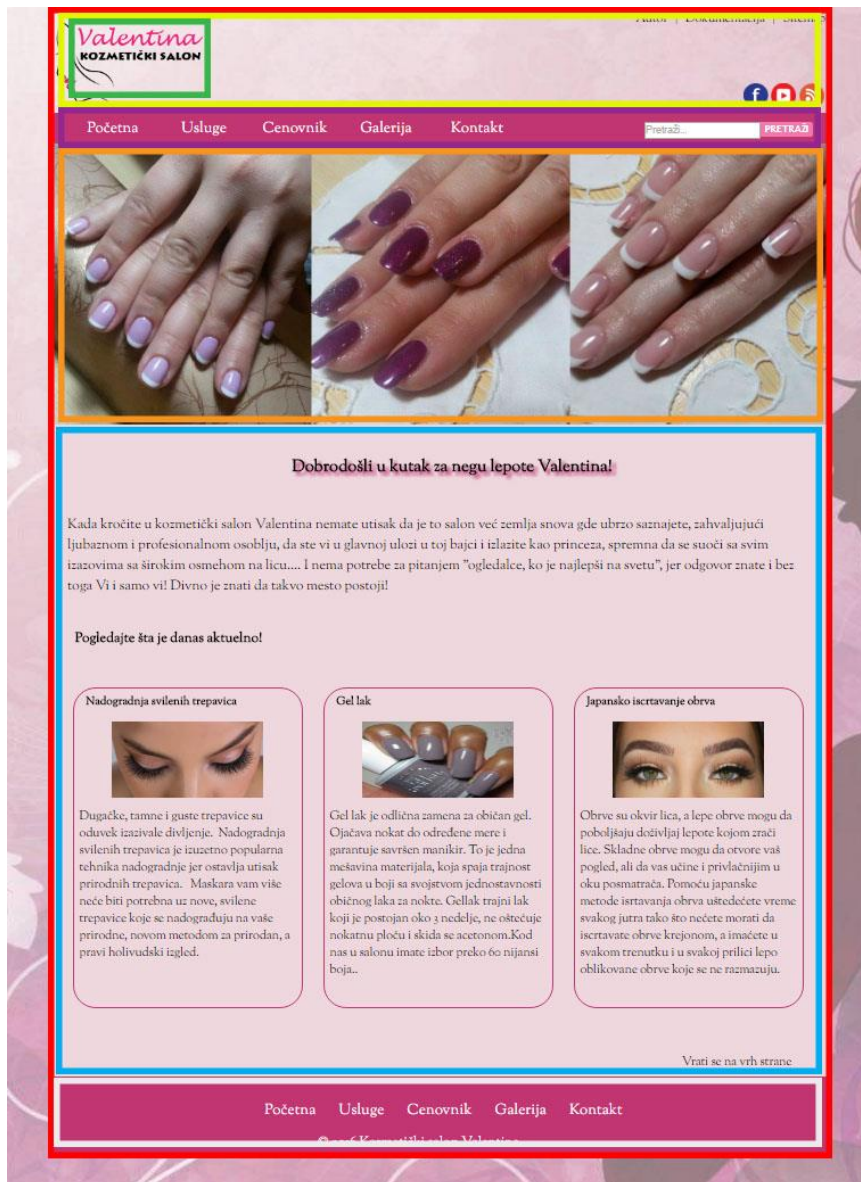 Autor | Dokumentacija |
Valentina
KOZMETIČKI SALON
Početna Usluge Cenovnik Galerija Kontakt Pretraži... PRETRAŽI
Dobrodošli u kutak za negu lepote Valentina!
Kada kročite u kozmetički salon Valentina nemate utisak da je to salon već zemlja snova gde ubrzo saznajete, zahvaljujući
ljubaznom i profesionalnom osoblju, da ste vi u glavnoj ulozi u toj bajci i izlazite kao princeza, spremna da se suoči sa svim
izazovima sa širokim osmehom na licu.... I nema potrebe za pitanjem "ogledalce, ko je najlepši na svetu", jer odgovor znate i bez
toga Vi i samo vi! Divno je znati da takvo mesto postoji!
Pogledajte šta je danas aktuelno!
Nadogradnja svilenih trepavica
Dugačke, tamne i guste trepavice su
oduvek izazivale divljenje. Nadogradnja
svilenih trepavica je izuzetno popularna
tehnika nadogradnje jer ostavlja utisak
prirodnih trepavica. Maskara vam više
neće biti potrebna uz nove, svilene
trepavice koje se nadograđuju na vaše
prirodne, novom metodom za prirodan, a
pravi holivudski izgled.
Gel lak
Gel lak je odlična zamena za običan gel.
Ojačava nokat do određene mere i
garantuje savršen manikir. To je jedna
mešavina materijala, koja spaja trajnost
gelova u boji sa svojstvom jednostavnosti
običnog laka za nokte. Gellak trajni lak
koji je postojan oko 3 nedelje, ne oštećuje
nokatnu ploču i skida se acetonom.Kod
nas u salonu imate izbor preko 60 nijansi
boja..
Japansko iscrtavanje obrva
Obrve su okvir lica, a lepe obrve mogu da
poboljšaju doživljaj lepote kojom zrači
lice. Skladne obrve mogu da otvore vaš
pogled, ali da vas učine i privlačnijim u
oku posmatrača. Pomoću japanske
metode isrtavanja obrva uštedećete vreme
svakog jutra tako što nećete morati da
iscrtavate obrve krejonom, a imaćete u
svakom trenutku i u svakoj prilici lepo
oblikovane obrve koje se ne razmazuju.
Vrati se na vrh strane
Početna Usluge Cenovnik Galerija Kontakt
Kozmetički salon Valentina